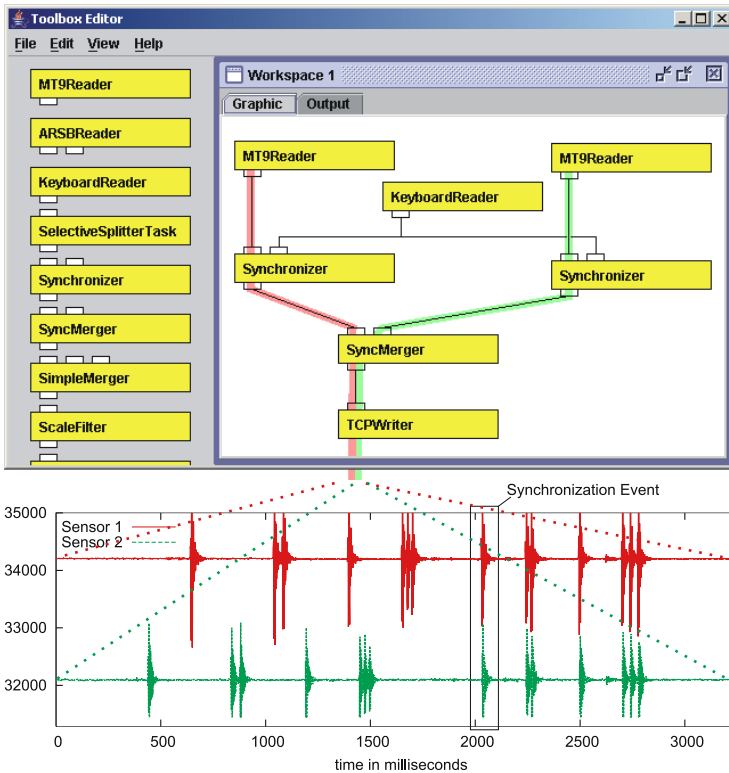 Toolbox Editor
File Edit View Help
MT9Reader
ARSBReader
KeyboardReader
SelectiveSplitterTask
Synchronizer
SyncMerger
SimpleMerger
ScaleFilter
Workspace 1
Graphic Output
MT9Reader
MT9Reader
KeyboardReader
Synchronizer
Synchronizer
SyncMerger
TCPWriter
Synchronization Event
35000
Sensor 1
Sensor 2
34000
33000
32000
0 500 1000 1500 2000 2500 3000
time in milliseconds